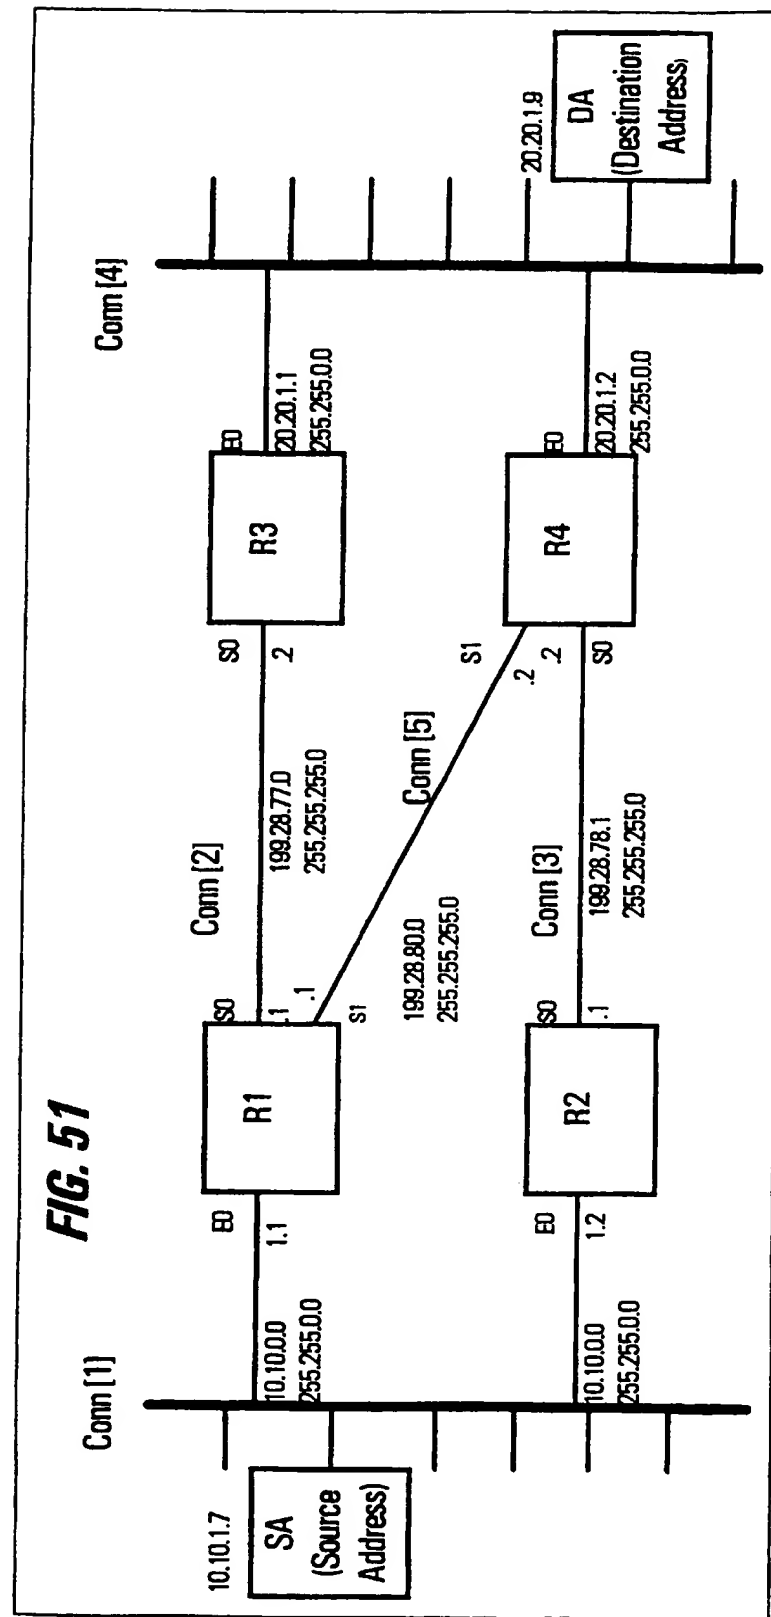 FIG. 51
Conn [1]
10.10.1.7
SA
(Source
Address)
10.10.0.0
255.255.0.0
E0
1.1
R1
S0
.1
.1
S1
10.10.0.0
255.255.0.0
E0
1.2
R2
S0
.1
Conn [2]
199.28.77.0
255.255.255.0
Conn [5]
199.28.80.0
255.255.255.0
Conn [3]
199.28.78.1
255.255.255.0
S0
.2
R3
E0
20.20.1.1
255.255.0.0
S1
.2
.2
S0
R4
E0
20.20.1.2
255.255.0.0
Conn [4]
20.20.1.9
DA
(Destination
Address)